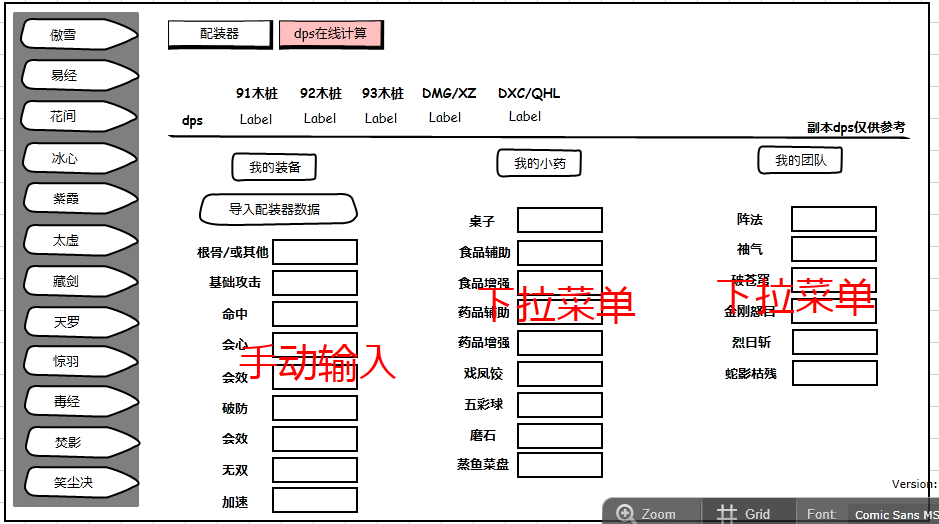 傲雪
易经
花间
冰心
紫霞
太虚
藏剑
天罗
惊羽
毒经
焚影
笑尘决
配装器
dps在线计算
91木桩 92木桩 93木桩 DMG/XZ DXC/QHL
dps Label Label Label Label Label
副本dps仅供参考
我的装备
导入配装器数据
根骨/或其他
基础攻击
命中
会心
手动输入
会效
破防
会效
无双
加速
我的小药
桌子
食品辅助
食品增强
下拉菜单
药品辅助
药品增强
戏凤饺
五彩球
磨石
蒸鱼菜盘
我的团队
阵法
袖气
破苍穹
下拉菜单
金刚怒目
烈日斩
蛇影枯残
Version:
Zoom
Grid
Font:
Comic Sans MS